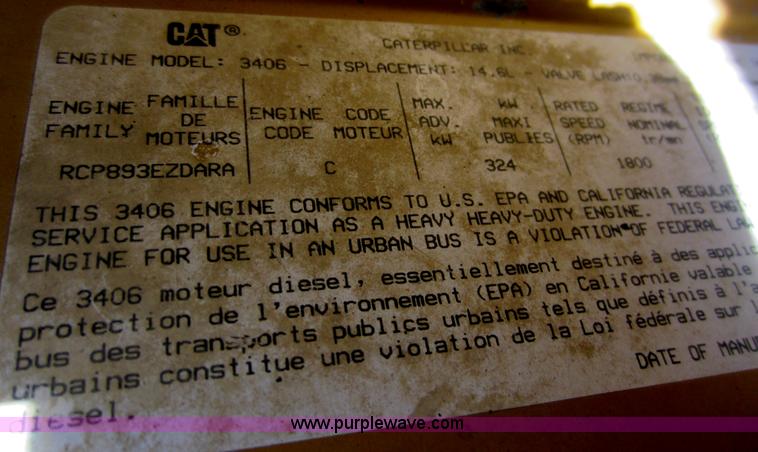 CAT®
CATERPILLAR INC
ENGINE MODEL: 3406 - DISPLACEMENT: 14.6L - VALVE LASH
ENGINE FAMILY
FAMILLE DE MOTEURS
ENGINE CODE
CODE MOTEUR
MAX. KW
ADV. MAXI
KW PUBLIES
RATED REGIME
SPEED NOMINAL
(RPM) tr/mn
RCP893EZDARA C 324 1800
THIS 3406 ENGINE CONFORMS TO U.S. EPA AND CALIFORNIA REGULAT
SERVICE APPLICATION AS A HEAVY HEAVY-DUTY ENGINE. THIS ENGI
ENGINE FOR USE IN AN URBAN BUS IS A VIOLATION OF FEDERAL LAW
Ce 3406 moteur diesel, essentiellement destiné à des applic
protection de l'environnement (EPA) en Californie valable
bus des transports publics urbains tels que définis à l'a
urbains constitue une violation de la Loi fédérale sur l
diesel.
DATE OF MANU
www.purplewave.com